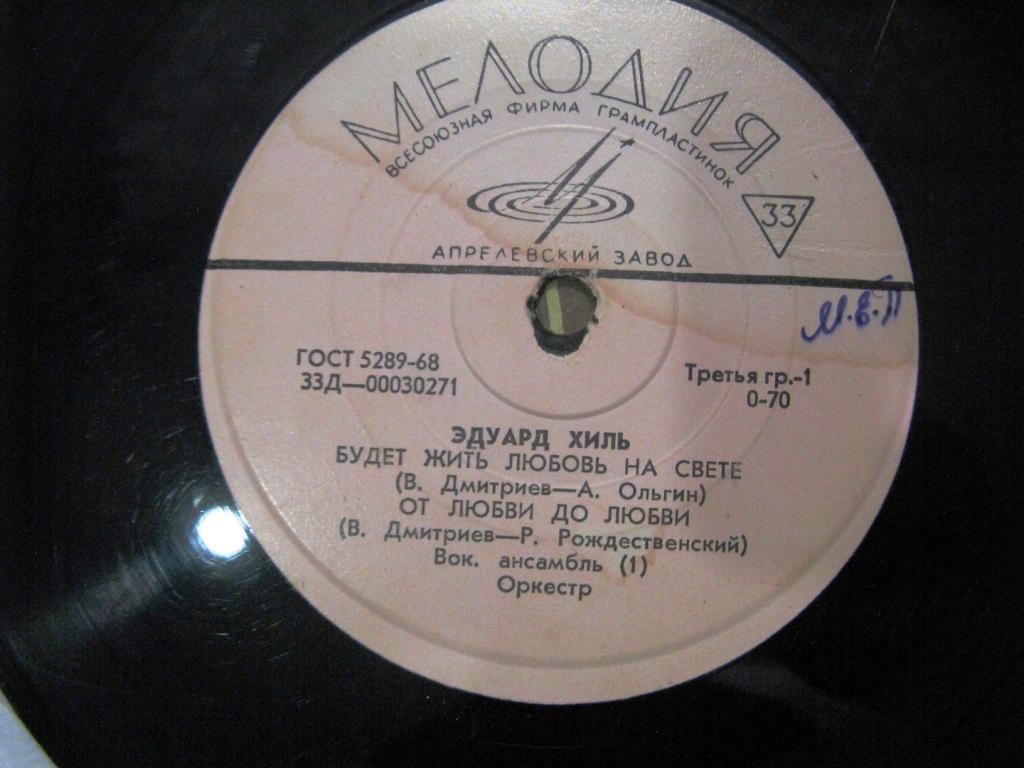 МЕЛОДИЯ
ВСЕСОЮЗНАЯ ФИРМА ГРАМПЛАСТИНОК
33
АПРЕЛЕВСКИЙ ЗАВОД
М.Е.П
ГОСТ 5289-68
33Д—00030271
Третья гр.-1
0-70
ЭДУАРД ХИЛЬ
БУДЕТ ЖИТЬ ЛЮБОВЬ НА СВЕТЕ
(В. Дмитриев—А. Ольгин)
ОТ ЛЮБВИ ДО ЛЮБВИ
(В. Дмитриев—Р. Рождественский)
Вок. ансамбль (1)
Оркестр